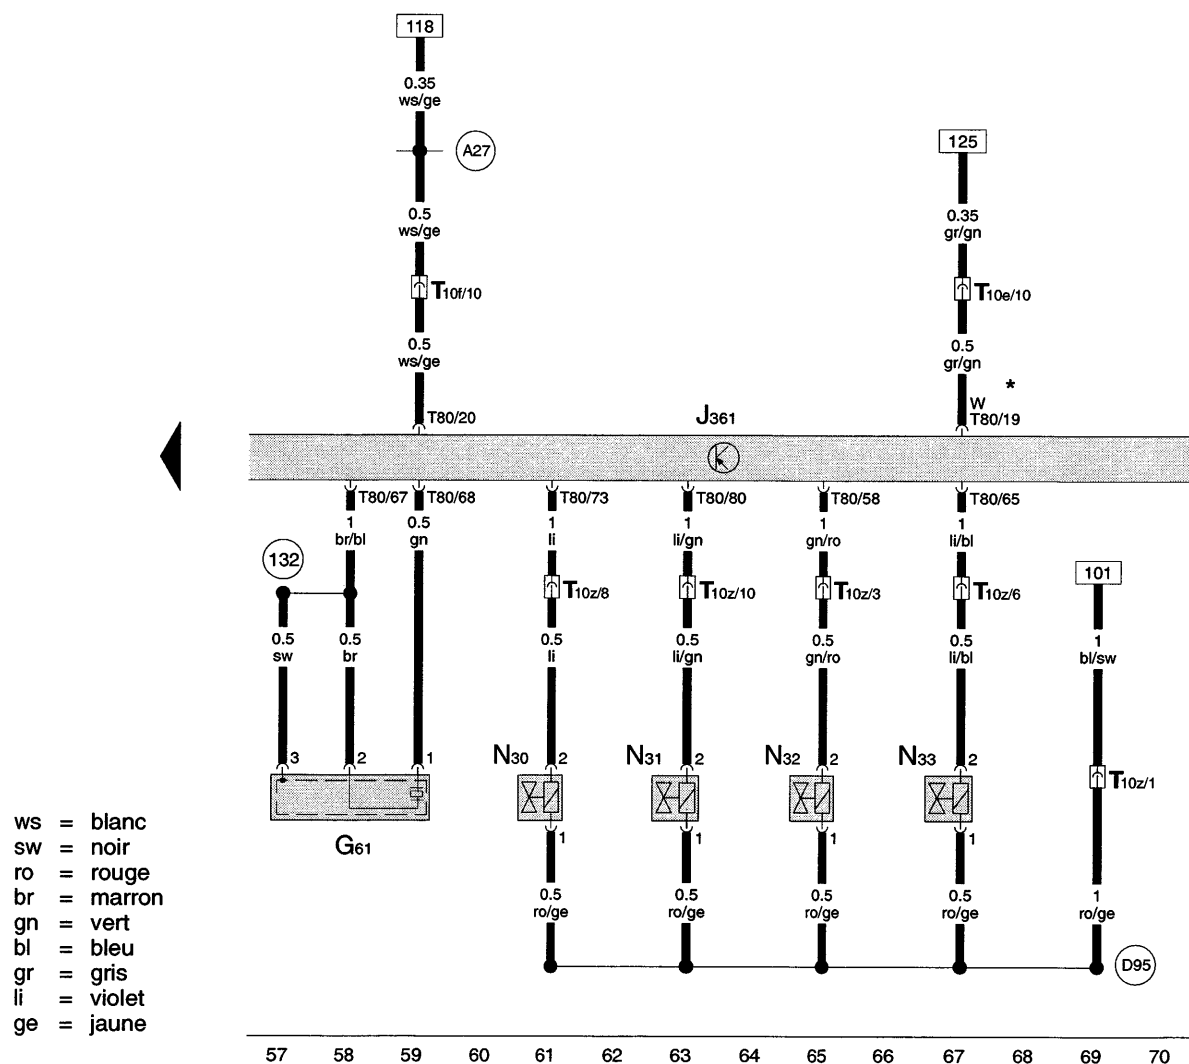 118
0.35
ws/ge
A27
125
0.5
ws/ge
0.35
gr/gn
T10f/10
T10e/10
0.5
ws/ge
0.5
gr/gn
*
W
T80/20
J361
T80/19
T80/67
T80/68
T80/73
T80/80
T80/58
T80/65
1
br/bl
0.5
gn
1
li
1
li/gn
1
gn/ro
1
li/bl
132
101
T10z/8
T10z/10
T10z/3
T10z/6
0.5
sw
0.5
br
0.5
li
0.5
li/gn
0.5
gn/ro
0.5
li/bl
1
bl/sw
3
2
1
N30
2
N31
2
N32
2
N33
2
T10z/1
G61
1
1
1
1
0.5
ro/ge
0.5
ro/ge
0.5
ro/ge
0.5
ro/ge
1
ro/ge
D95
ws = blanc
sw = noir
ro = rouge
br = marron
gn = vert
bl = bleu
gr = gris
li = violet
ge = jaune
57 58 59 60 61 62 63 64 65 66 67 68 69 70